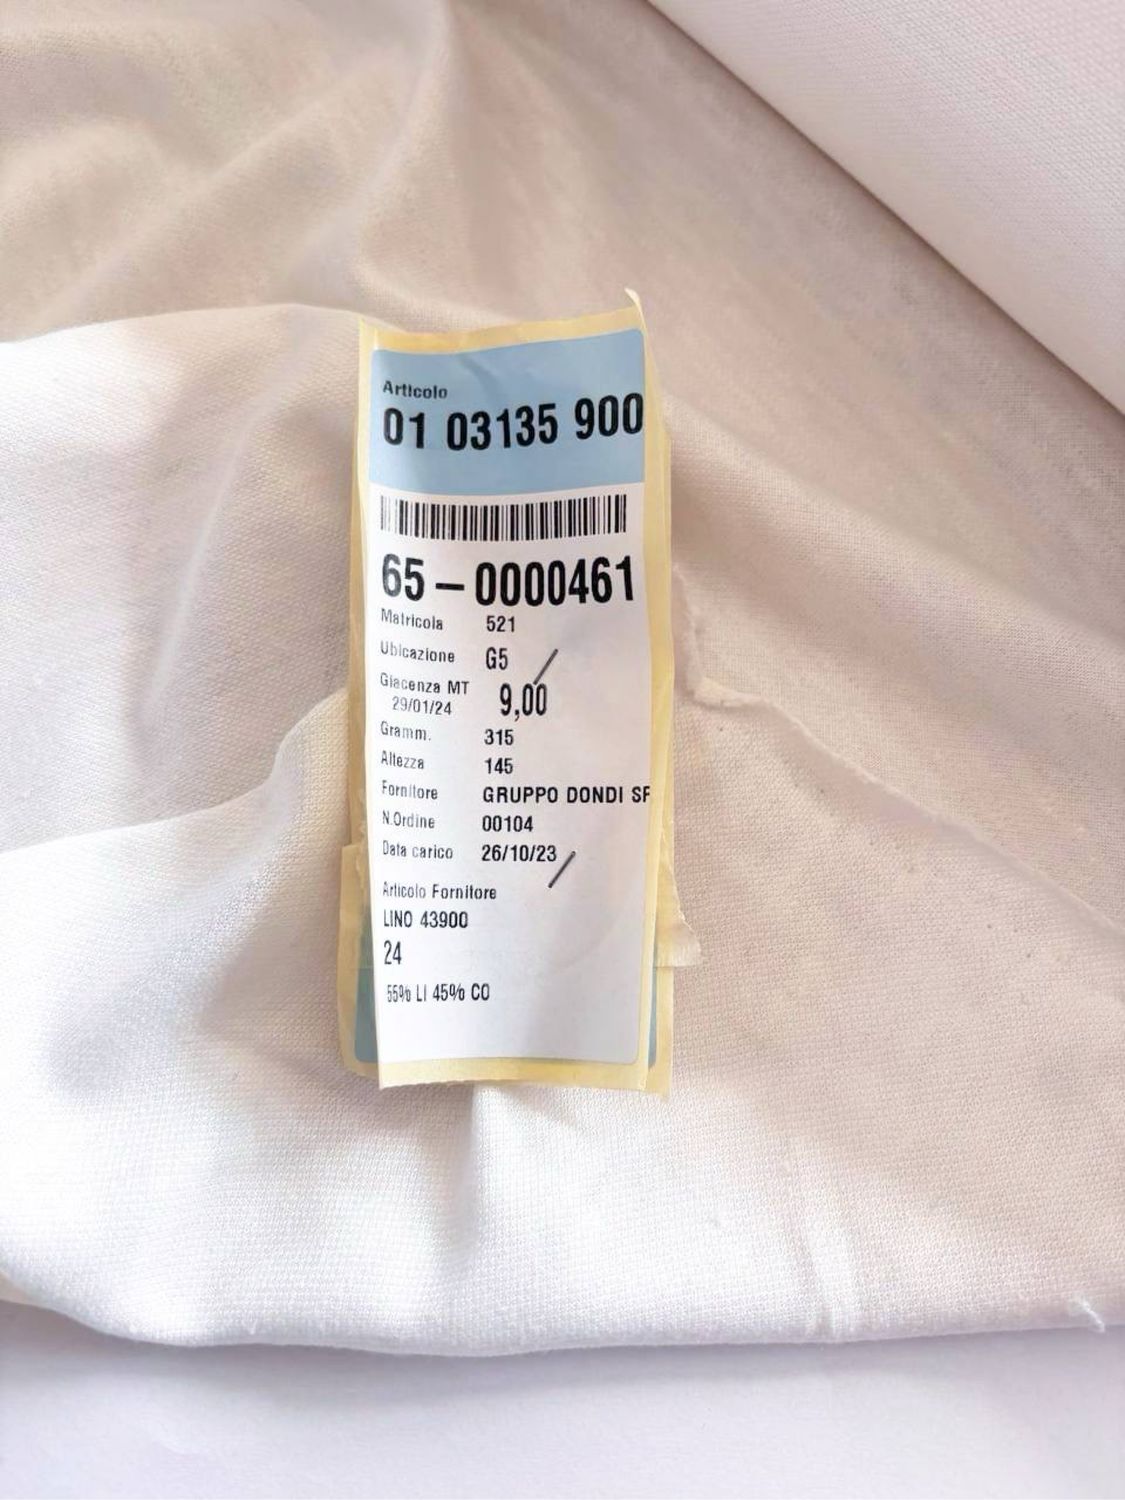 Articolo
01 03135 900
65-0000461
Matricola 521
Ubicazione G5
Giacenza MT 9,00
29/01/24
Gramm. 315
Altezza 145
Fornitore GRUPPO DONDI SP
N.Ordine 00104
Data carico 26/10/23
Articolo Fornitore
LINO 43900
24
55% LI 45% CO